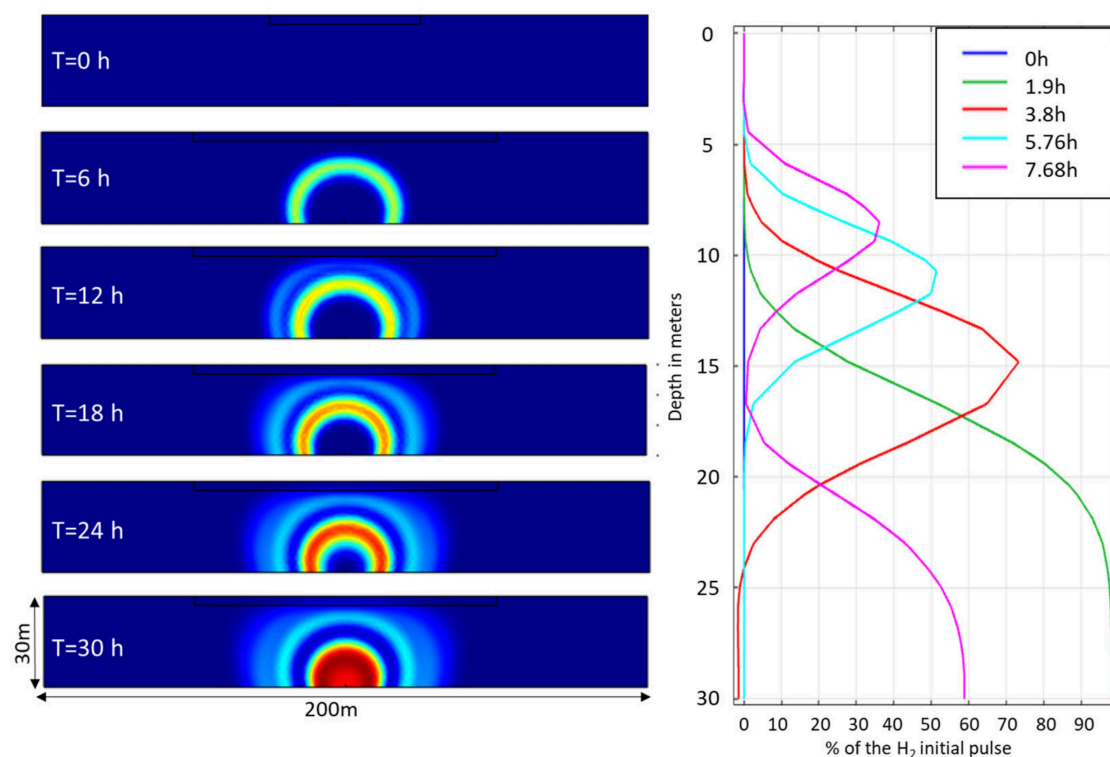 T=0 h
T=6 h
T=12 h
T=18 h
T=24 h
T=30 h
30m
200m
0
5
10
15
20
25
30
Depth in meters
0h
1.9h
3.8h
5.76h
7.68h
0 10 20 30 40 50 60 70 80 90
% of the H₂ initial pulse